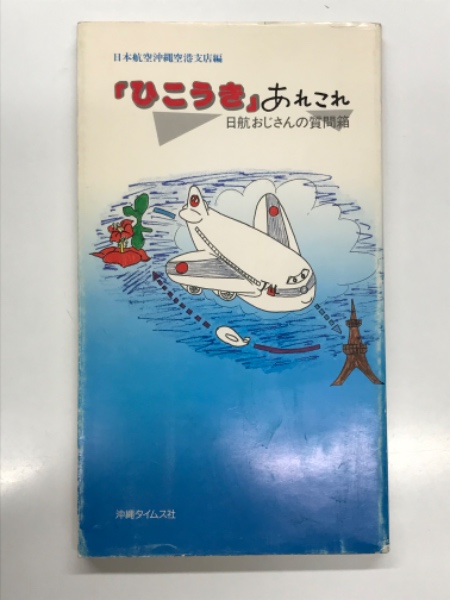 日本航空沖縄空港支店編
「ひこうき」あれこれ
日航おじさんの質問箱
沖縄タイムス社